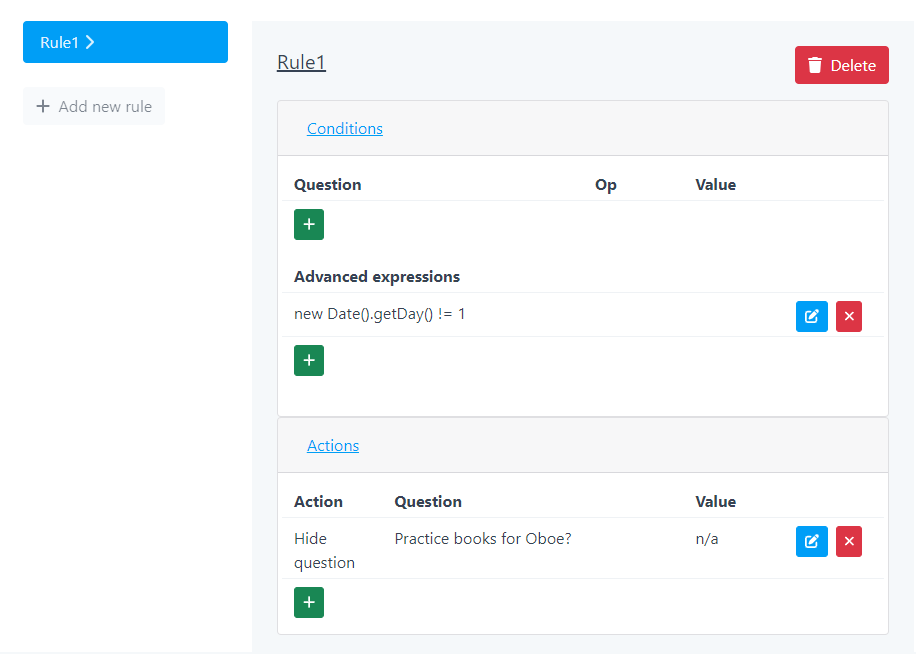 Rule1
Add new rule
Rule1
Delete
Conditions
Question Op Value
Advanced expressions
new Date().getDay() != 1
Actions
Action Question Value
Hide Practice books for Oboe? n/a
question